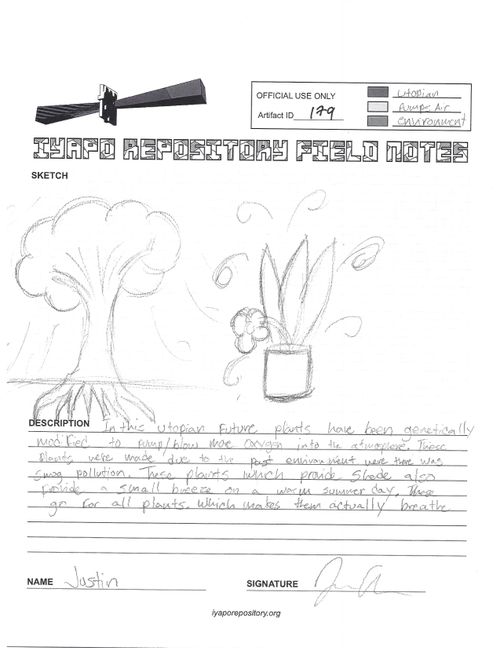 OFFICIAL USE ONLY
Artifact ID 179
Utopian
Pumps Air
environment
IYAPO REPOSITORY FIELD NOTES
SKETCH
DESCRIPTION In this utopian future plants have been genetically
modified to pump/blow more oxygen into the atmosphere. These
plants were made due to the past environment were there was
smog pollution. These plants which provide shade also
provide a small breeze on a warm summer day.
go for all plants. which makes them actually breathe
NAME Justin
SIGNATURE
iyaporepository.org